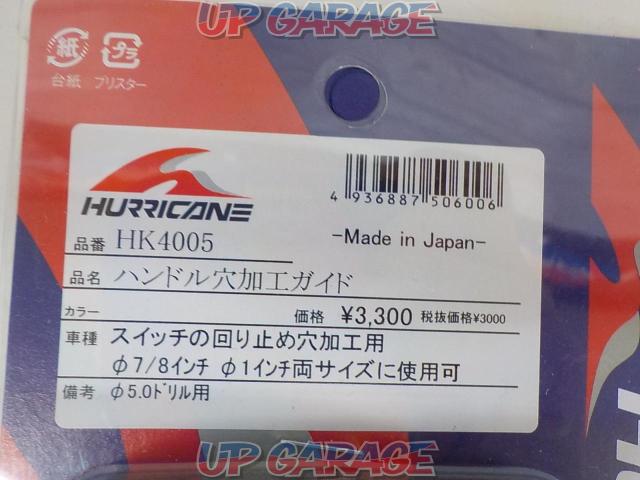 UP GARAGE
紙
プラ
台紙 ブリスター
HURRICANE
4 936887 506006
品番 HK4005
-Made in Japan-
品名 ハンドル穴加工ガイド
カラー 価格 ¥3,300 税抜価格¥3000
車種 スイッチの回り止め穴加工用
φ7/8インチ φ1インチ両サイズに使用可
備考 φ5.0ドリル用
UP GARAGE